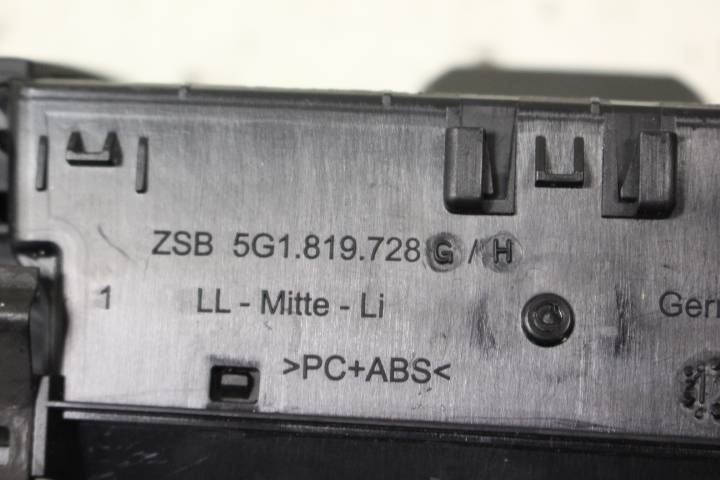 ZSB 5G1.819.728 G / H
1 LL - Mitte - Li
>PC+ABS<